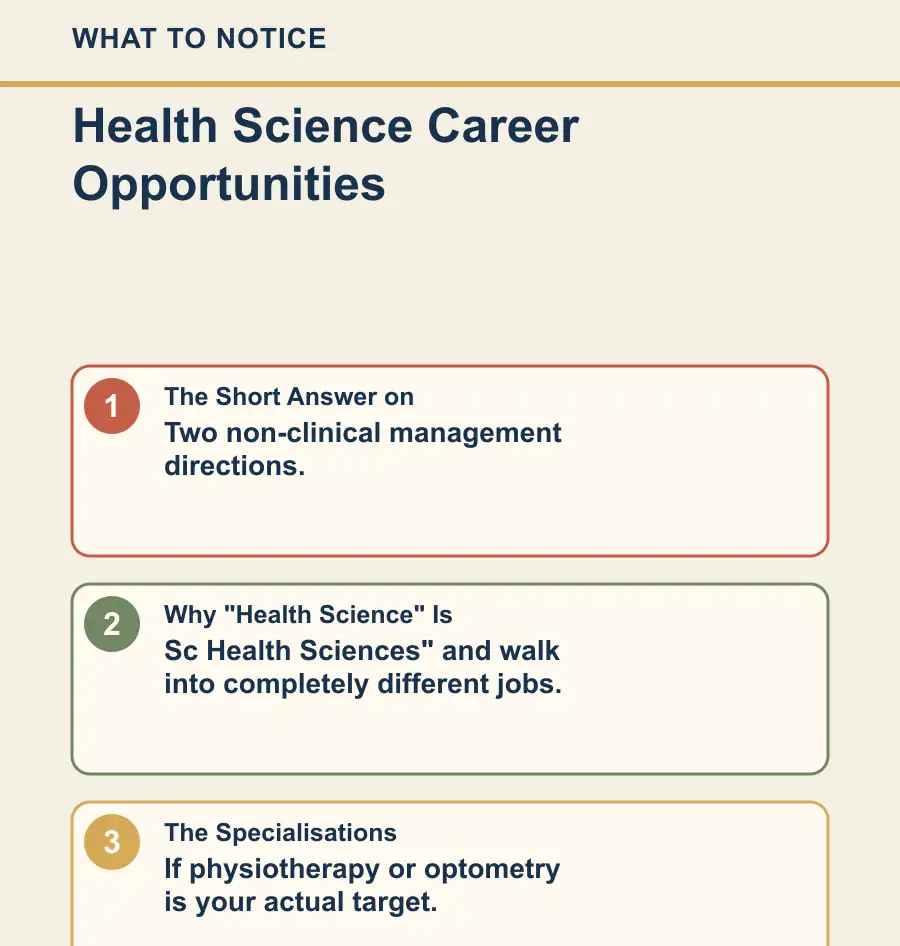 WHAT TO NOTICE
Health Science Career
Opportunities
1
The Short Answer on
Two non-clinical management
directions.
2
Why "Health Science" Is
Sc Health Sciences" and walk
into completely different jobs.
3
The Specialisations
If physiotherapy or optometry
is your actual target.